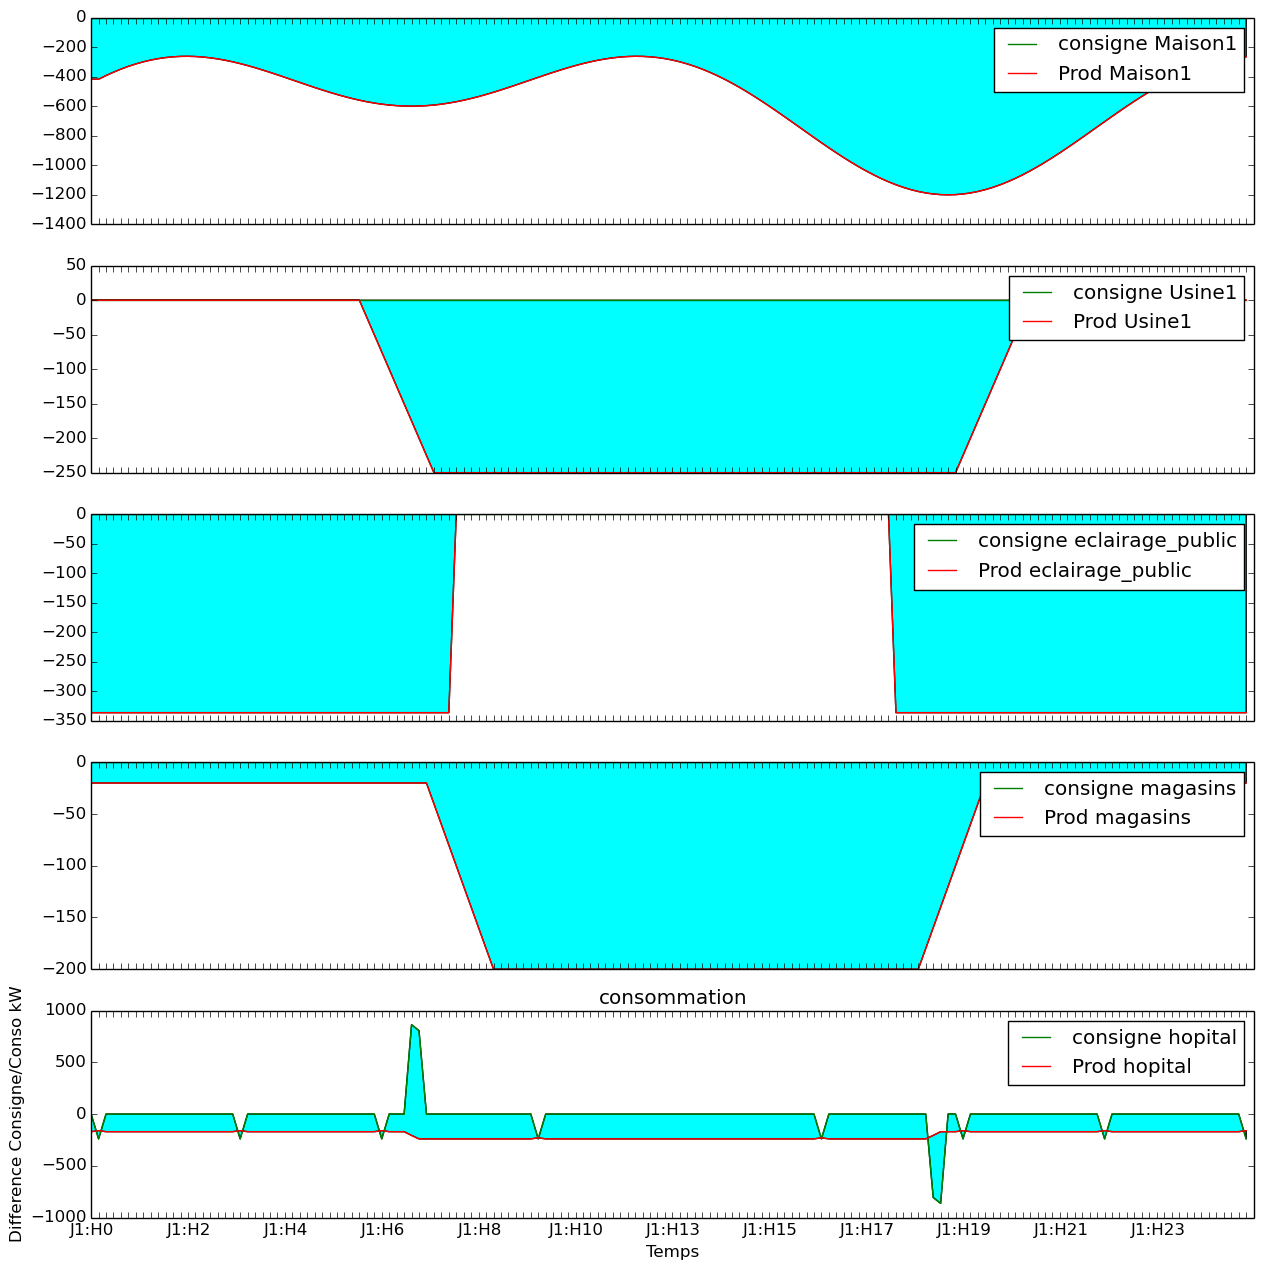 0
−200
−400
−600
−800
−1000
−1200
−1400
consigne Maison1
Prod Maison1
50
0
−50
−100
−150
−200
−250
consigne Usine1
Prod Usine1
0
−50
−100
−150
−200
−250
−300
−350
consigne eclairage_public
Prod eclairage_public
0
−50
−100
−150
−200
consigne magasins
Prod magasins
consommation
Difference Consigne/Conso kW
1000
500
0
−500
−1000
consigne hopital
Prod hopital
J1:H0 J1:H2 J1:H4 J1:H6 J1:H8 J1:H10 J1:H13 J1:H15 J1:H17 J1:H19 J1:H21 J1:H23
Temps